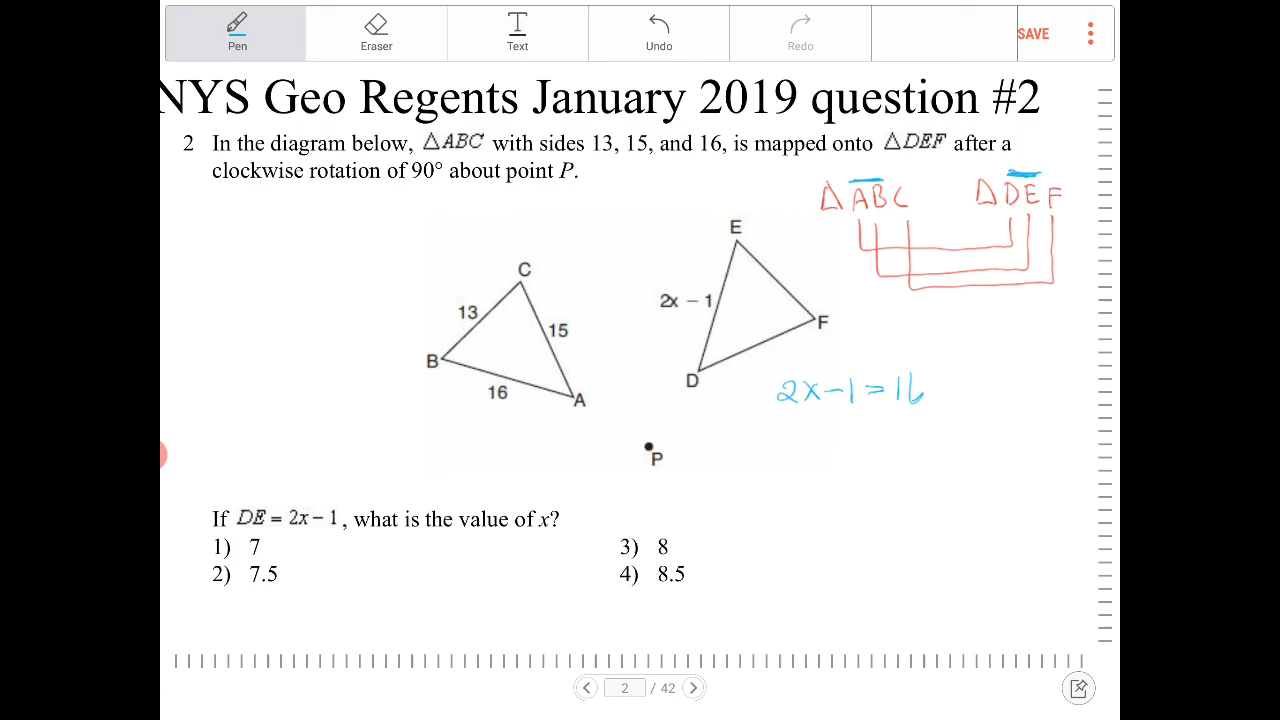 Pen
Eraser
Text
Undo
Redo
SAVE
NYS Geo Regents January 2019 question #2
2 In the diagram below, △ABC with sides 13, 15, and 16, is mapped onto △DEF after a
clockwise rotation of 90° about point P.
△ABC △DEF
E
C
13
2x − 1
15
F
B
D
16
A
2x-1=16
P
If DE = 2x − 1, what is the value of x?
1) 7
3) 8
2) 7.5
4) 8.5
2 / 42